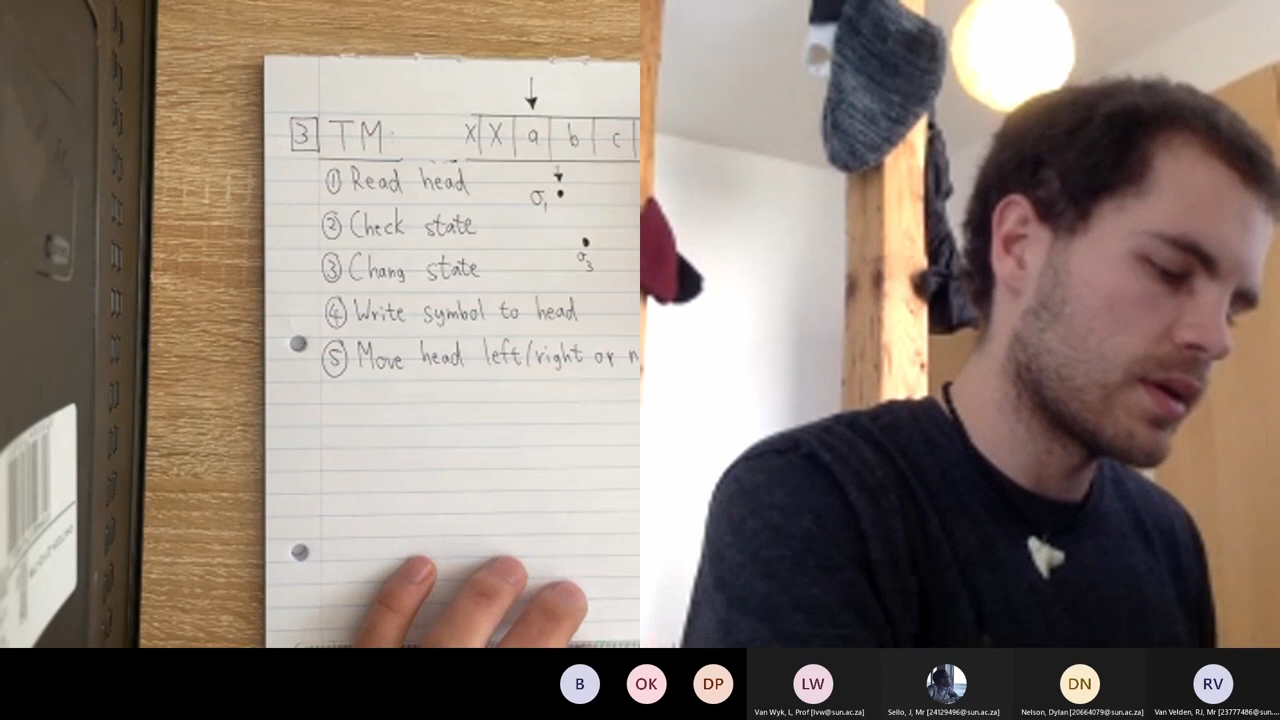 3 TM. X X a b c
① Read head
σ1
② Check state
③ Chang state
σ3
④ Write symbol to head
⑤ Move head left/right or n
B OK DP LW DN RV
Van Wyk, L, Prof [lvw@sun.ac.za] Sello, J, Mr [24129496@sun.ac.za] Nelson, Dylan [20664079@sun.ac.za] Van Velden, RJ, Mr [23777486@sun....